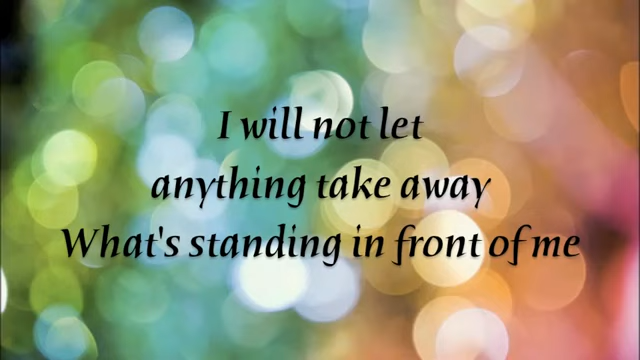 I will not let
anything take away
What's standing in front of me